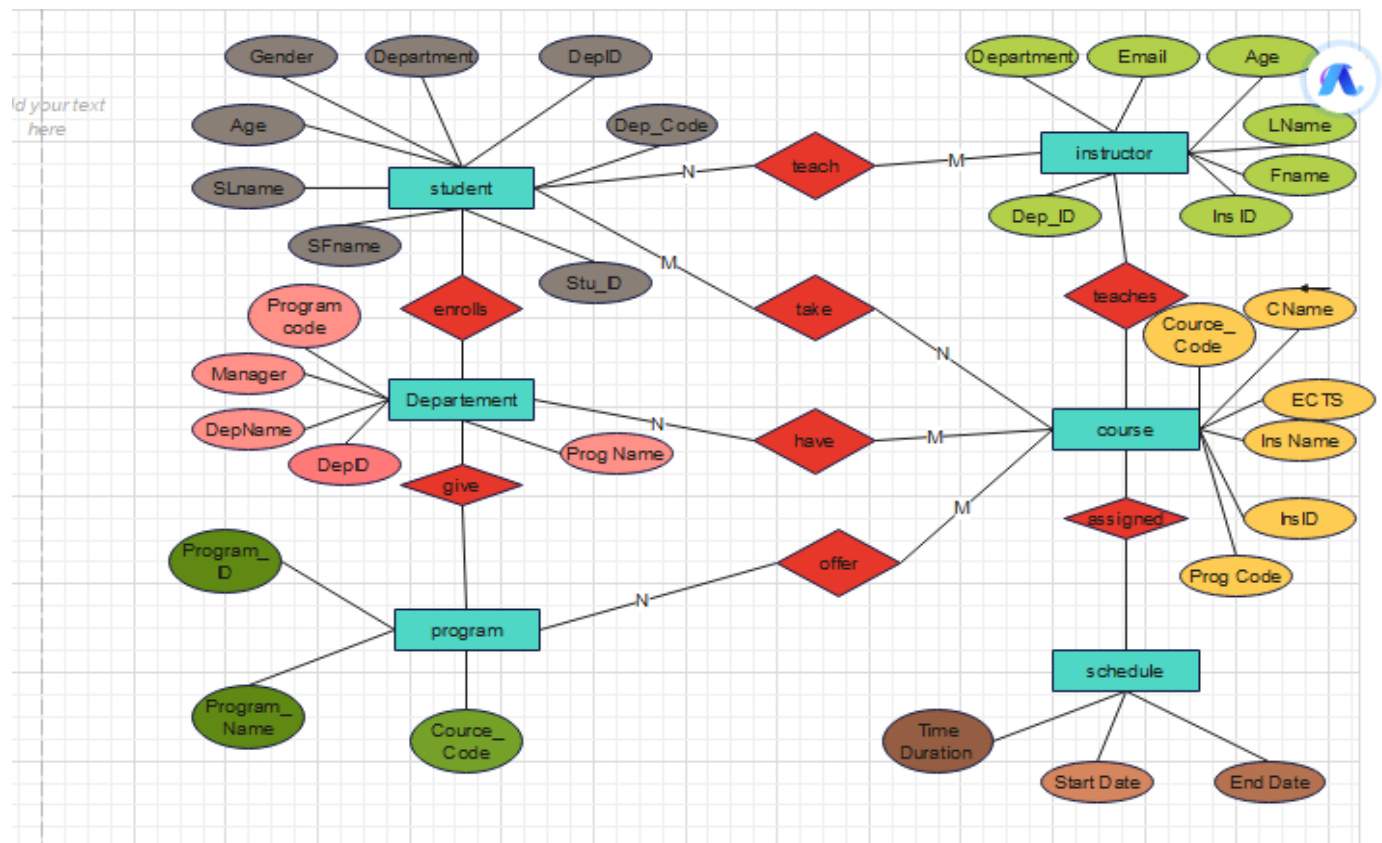 Gender
Department
DepID
Department
Email
Age
d your text
here
Age
Dep_Code
LName
SLname
student
N
teach
M
instructor
Fname
SFname
Dep_ID
Ins ID
Stu_ID
M
Program
code
enrolls
take
teaches
CName
Cource_
Code
Manager
N
Departement
ECTS
DepName
N
have
M
course
Ins Name
DepID
Prog Name
give
M
assigned
InsID
Program_
ID
offer
Prog Code
N
program
schedule
Program_
Name
Cource_
Code
Time
Duration
Start Date
End Date